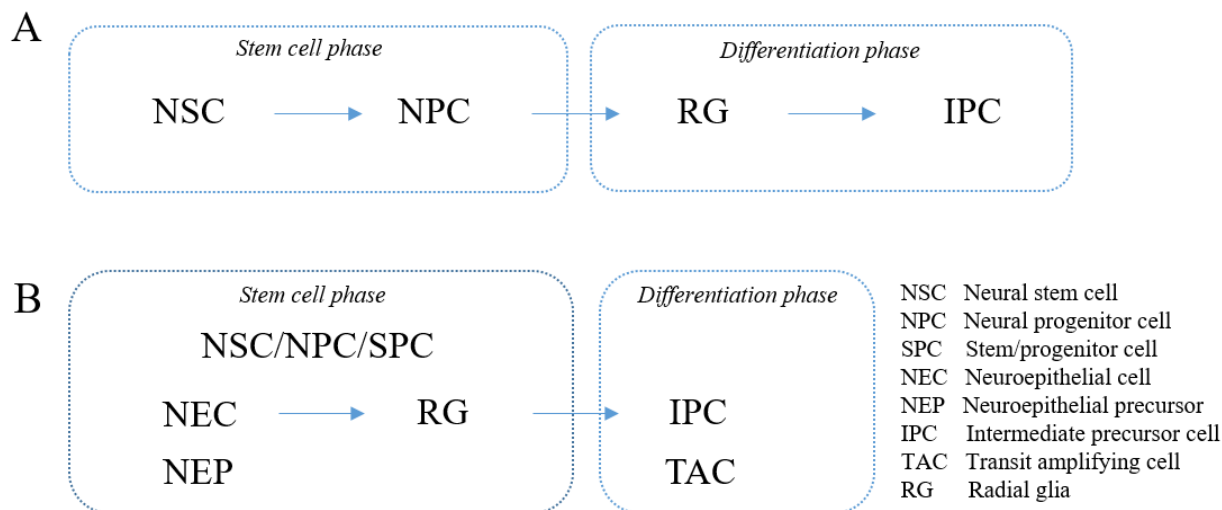 A
Stem cell phase
Differentiation phase
NSC NPC RG IPC
B
Stem cell phase
Differentiation phase
NSC/NPC/SPC
NEC RG IPC
NEP TAC
NSC Neural stem cell
NPC Neural progenitor cell
SPC Stem/progenitor cell
NEC Neuroepithelial cell
NEP Neuroepithelial precursor
IPC Intermediate precursor cell
TAC Transit amplifying cell
RG Radial glia